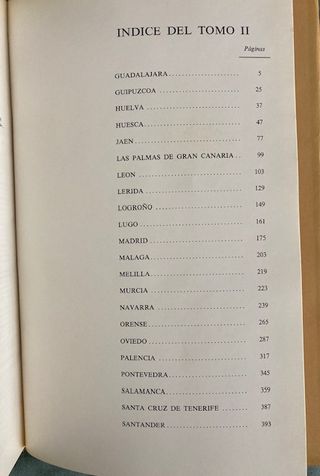 INDICE DEL TOMO II
Páginas
GUADALAJARA........................ 5
GUIPUZCOA........................ 25
HUELVA ........................ 37
HUESCA........................ 47
JAEN........................ 77
LAS PALMAS DE GRAN CANARIA .. 99
LEON ........................ 103
LERIDA ........................ 129
LOGROÑO ........................ 149
LUGO ........................ 161
MADRID........................ 175
MALAGA........................ 203
MELILLA........................ 219
MURCIA ........................ 223
NAVARRA ........................ 239
ORENSE........................ 265
OVIEDO ........................ 287
PALENCIA ........................ 317
PONTEVEDRA........................ 345
SALAMANCA........................ 359
SANTA CRUZ DE TENERIFE ........ 387
SANTANDER ........................ 393